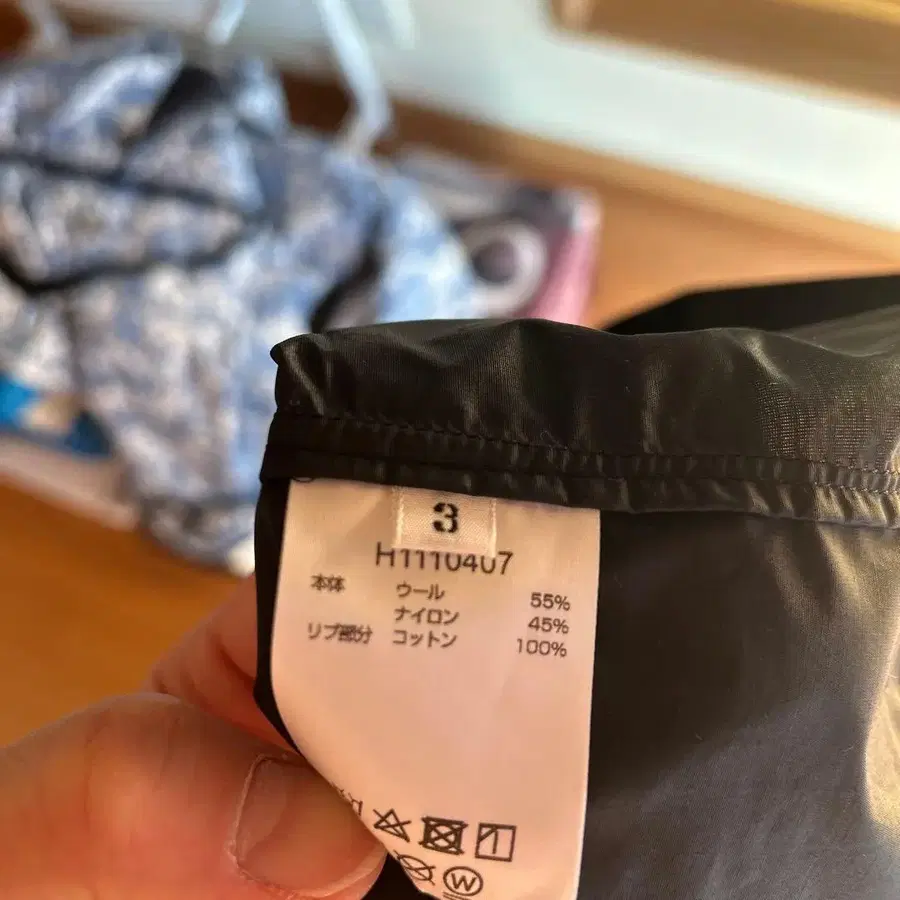 3
H1110407
本体 ウール 55%
ナイロン 45%
リブ部分 コットン 100%
W